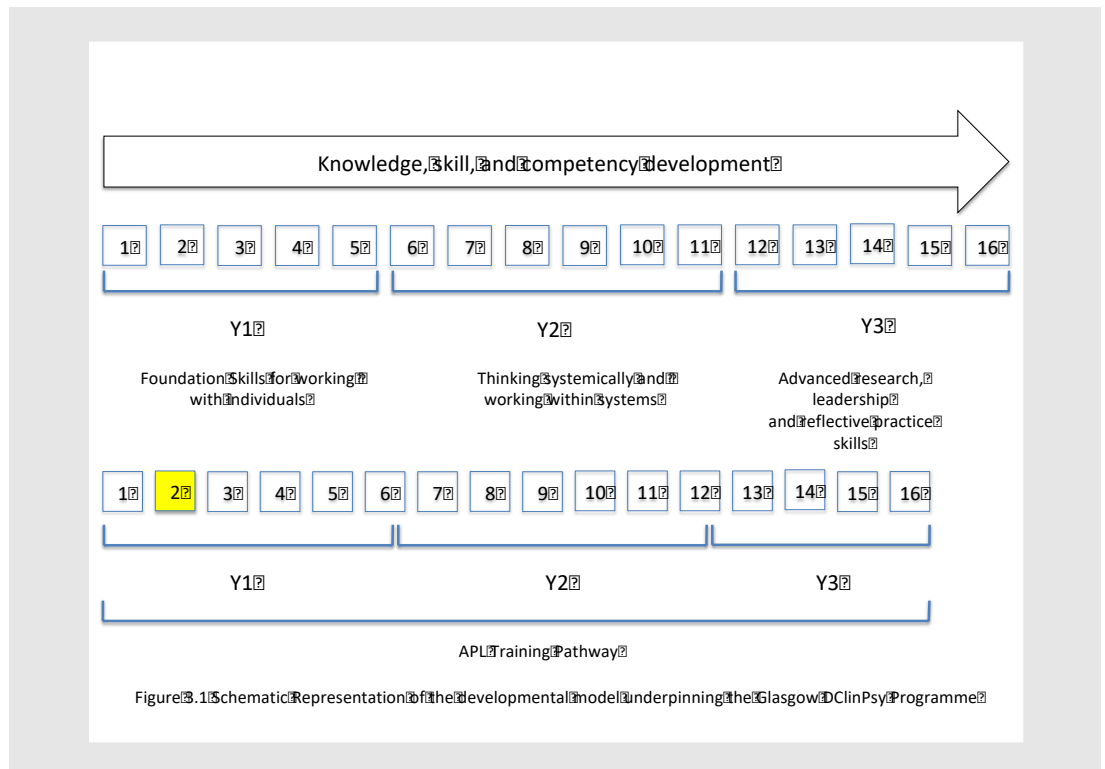 Knowledge, skill, and competency development
1 2 3 4 5 6 7 8 9 10 11 12 13 14 15 16
Y1 Y2 Y3
Foundation Skills for working
with individuals
Thinking systemically and
working within systems
Advanced research,
leadership
and reflective practice
skills
1 2 3 4 5 6 7 8 9 10 11 12 13 14 15 16
Y1 Y2 Y3
APL Training Pathway
Figure 3.1 Schematic Representation of the developmental model underpinning the Glasgow DClinPsy Programme